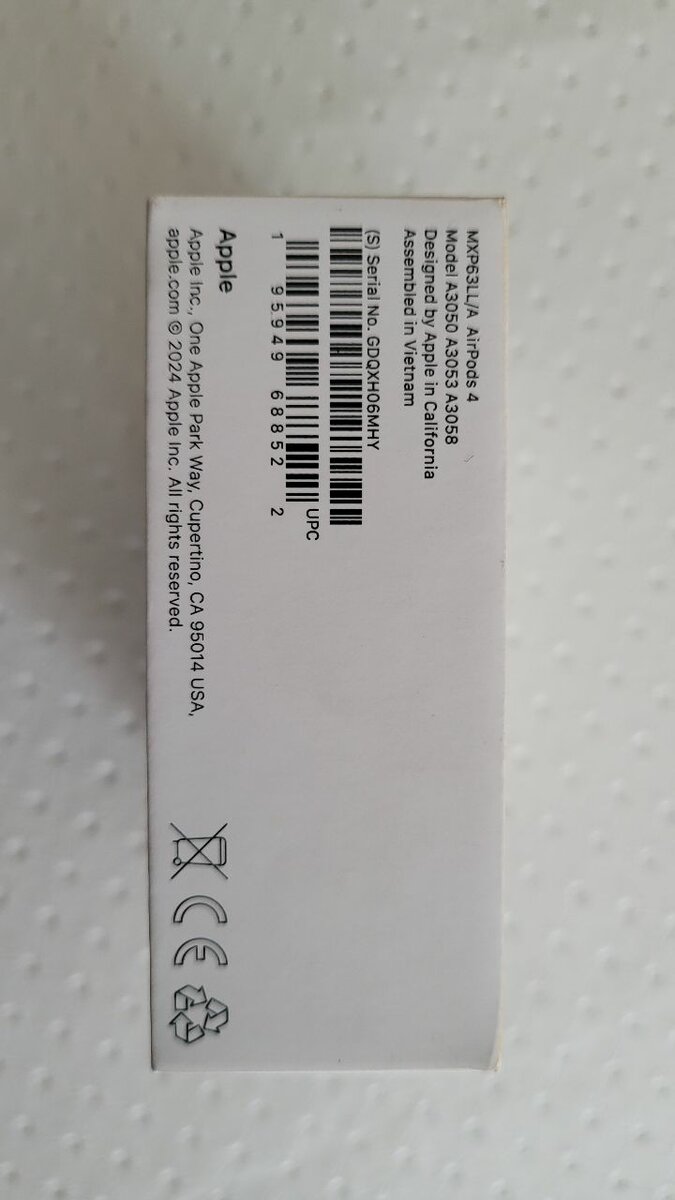 MXP63LL/A AirPods 4
Model A3050 A3053 A3058
Designed by Apple in California
Assembled in Vietnam
(S) Serial No. GDQXH06MHY
UPC
1 95949 68852 2
Apple
Apple Inc., One Apple Park Way, Cupertino, CA 95014 USA,
apple.com © 2024 Apple Inc. All rights reserved.
CE